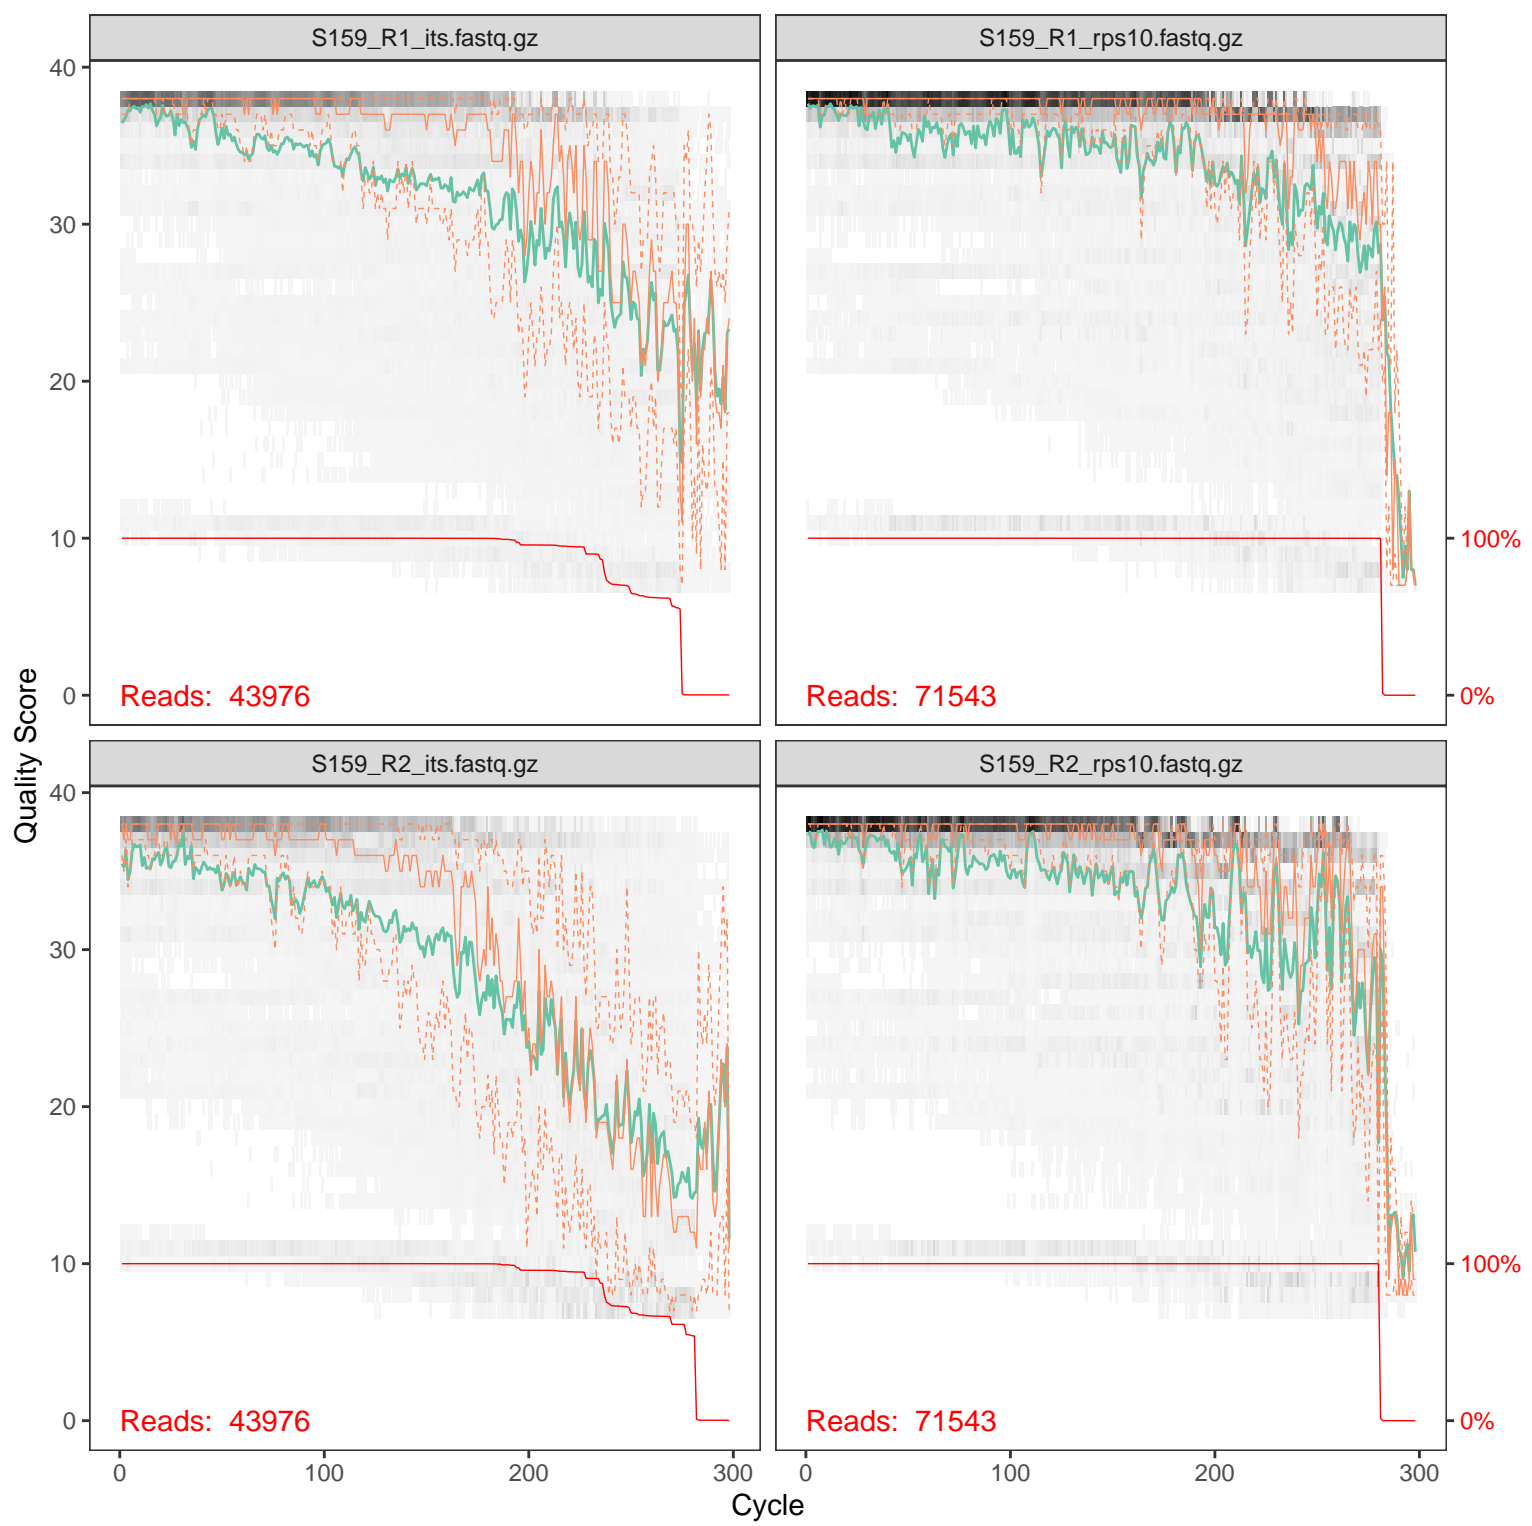 S159_R1_its.fastq.gz
S159_R1_rps10.fastq.gz
40
30
20
10
0
Reads: 43976
Reads: 71543
100%
0%
Quality Score
S159_R2_its.fastq.gz
S159_R2_rps10.fastq.gz
40
30
20
10
0
Reads: 43976
Reads: 71543
100%
0%
0 100 200 300
0 100 200 300
Cycle